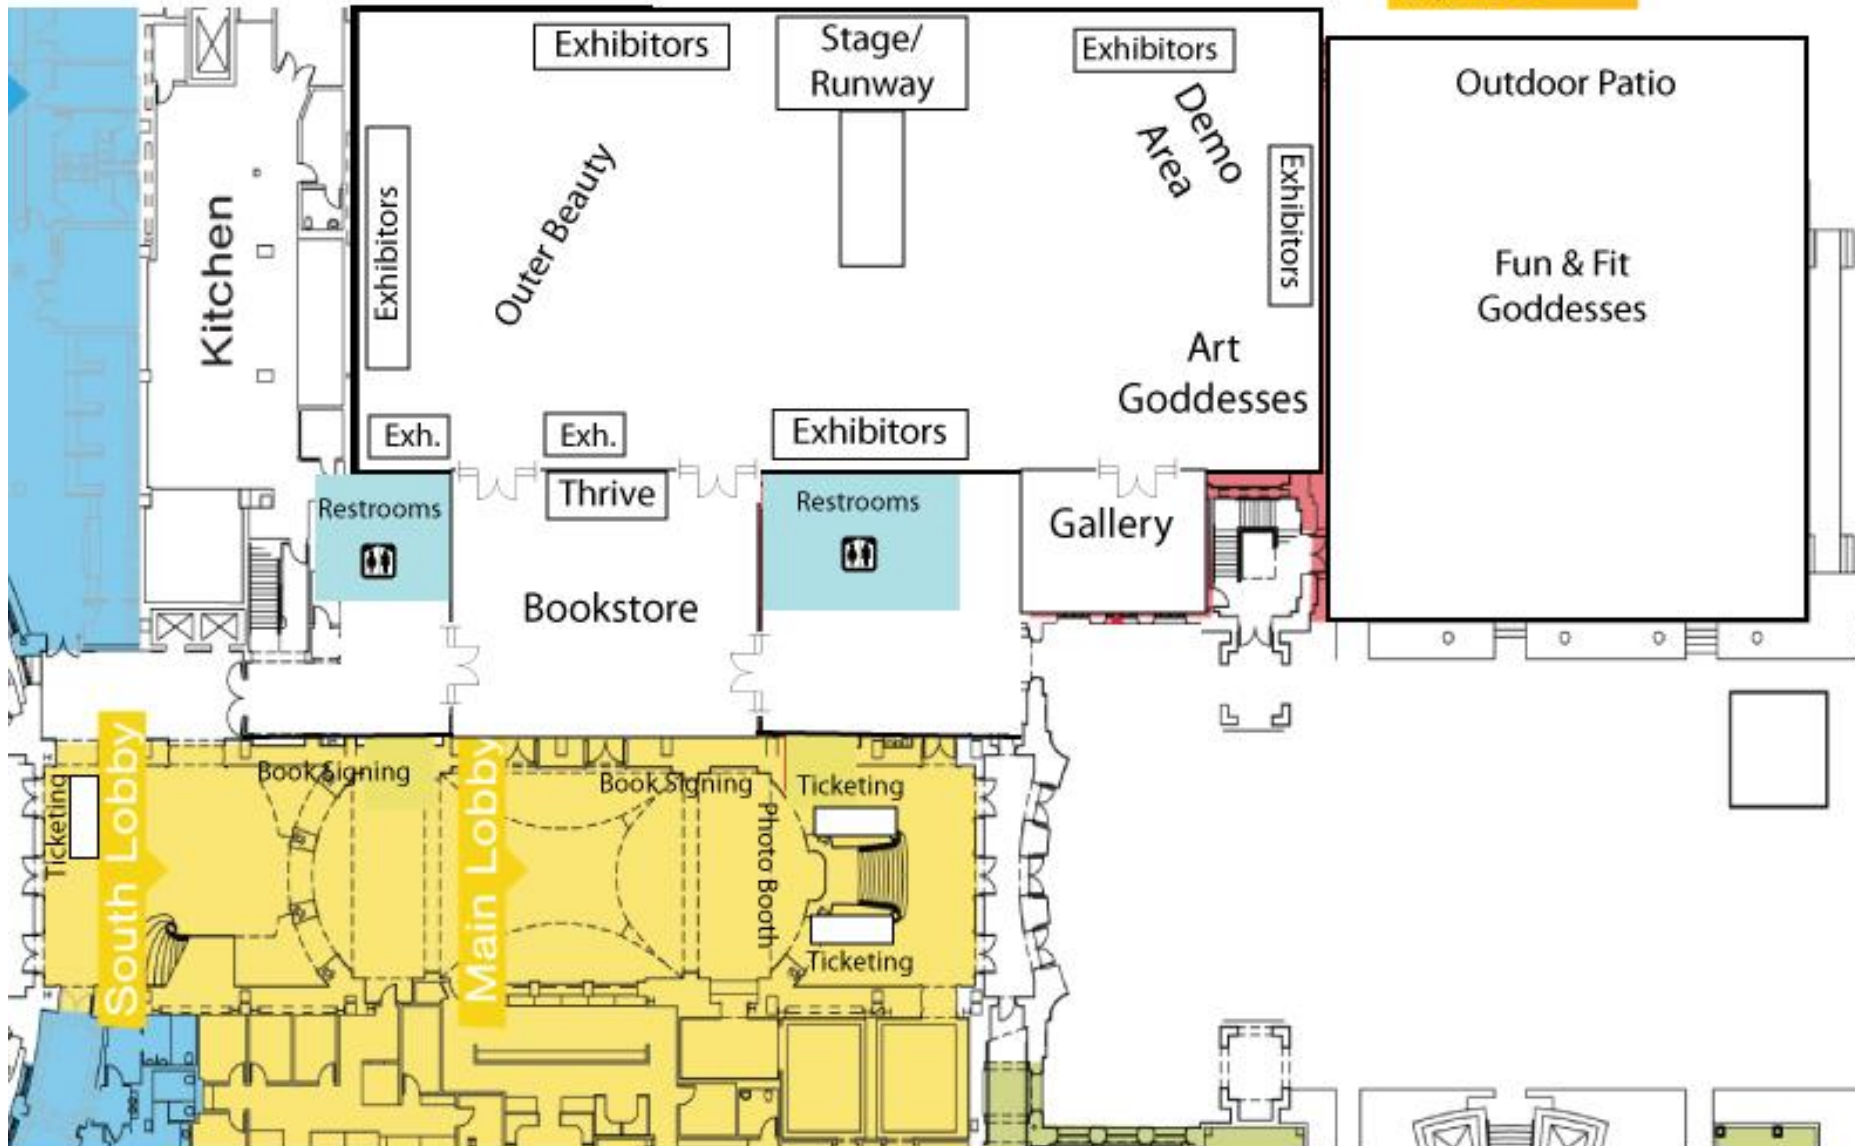 Exhibitors
Stage/
Runway
Exhibitors
Outdoor Patio
Demo
Area
Exhibitors
Exhibitors
Kitchen
Outer Beauty
Fun & Fit
Goddesses
Art
Goddesses
Exh.
Exh.
Exhibitors
Restrooms
Thrive
Restrooms
Gallery
Bookstore
Book Signing
Book Signing
Ticketing
Ticketing
South Lobby
Main Lobby
Photo Booth
Ticketing